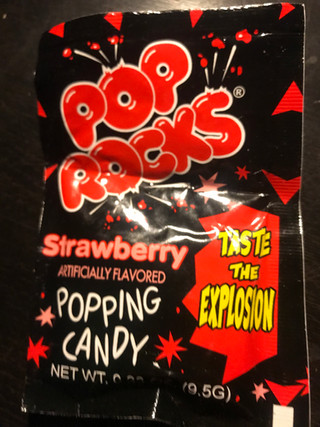 POP
ROCKS®
Strawberry
ARTIFICIALLY FLAVORED
POPPING
CANDY
TASTE
THE
EXPLOSION
NET WT. (9.5G)